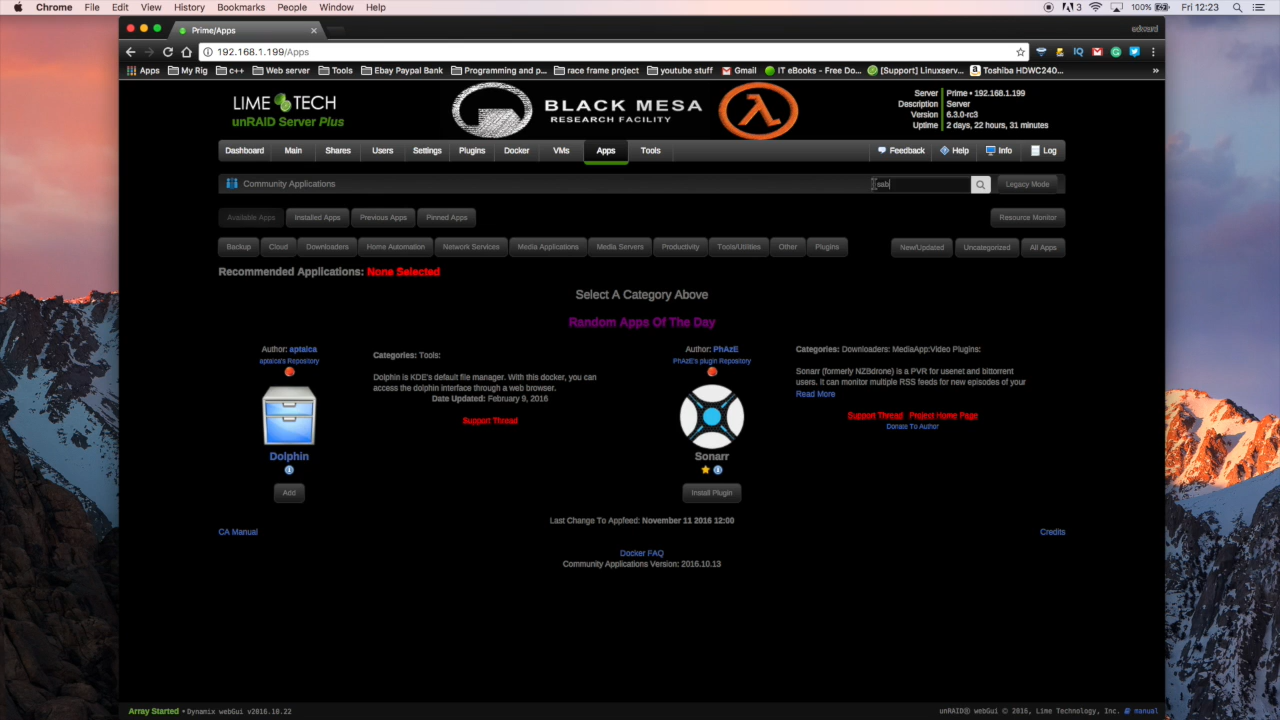 Chrome File Edit View History Bookmarks People Window Help
3 100% Fri 12:23
Prime/Apps
edward
192.168.1.199/Apps
Apps My Rig c++ Web server Tools Ebay Paypal Bank Programming and p... race frame project youtube stuff Gmail IT eBooks - Free Do... [Support] Linuxserv... Toshiba HDWC240... »
LIME TECH
unRAID Server Plus
BLACK MESA
RESEARCH FACILITY
Server Prime • 192.168.1.199
Description Server
Version 6.3.0-rc3
Uptime 2 days, 22 hours, 31 minutes
Dashboard Main Shares Users Settings Plugins Docker VMs Apps Tools Feedback Help Info Log
Community Applications sab Legacy Mode
Available Apps Installed Apps Previous Apps Pinned Apps Resource Monitor
Backup Cloud Downloaders Home Automation Network Services Media Applications Media Servers Productivity Tools/Utilities Other Plugins New/Updated Uncategorized All Apps
Recommended Applications: None Selected
Select A Category Above
Random Apps Of The Day
Author: aptalca
aptalca's Repository
Dolphin
Add
Categories: Tools:
Dolphin is KDE's default file manager. With this docker, you can
access the dolphin interface through a web browser.
Date Updated: February 9, 2016
Support Thread
Author: PhAzE
PhAzE's plugin Repository
Sonarr
Install Plugin
Categories: Downloaders: MediaApp:Video Plugins:
Sonarr (formerly NZBdrone) is a PVR for usenet and bittorrent
users. It can monitor multiple RSS feeds for new episodes of your
Read More
Support Thread Project Home Page
Donate To Author
Last Change To Appfeed: November 11 2016 12:00
CA Manual Credits
Docker FAQ
Community Applications Version: 2016.10.13
Array Started • Dynamix webGui v2016.10.22
unRAID® webGui © 2016, Lime Technology, Inc. manual